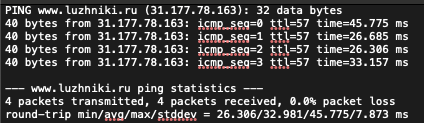 PING www.luzhniki.ru (31.177.78.163): 32 data bytes
40 bytes from 31.177.78.163: icmp_seq=0 ttl=57 time=45.775 ms
40 bytes from 31.177.78.163: icmp_seq=1 ttl=57 time=26.685 ms
40 bytes from 31.177.78.163: icmp_seq=2 ttl=57 time=26.306 ms
40 bytes from 31.177.78.163: icmp_seq=3 ttl=57 time=33.157 ms
--- www.luzhniki.ru ping statistics ---
4 packets transmitted, 4 packets received, 0.0% packet loss
round-trip min/avg/max/stddev = 26.306/32.981/45.775/7.873 ms